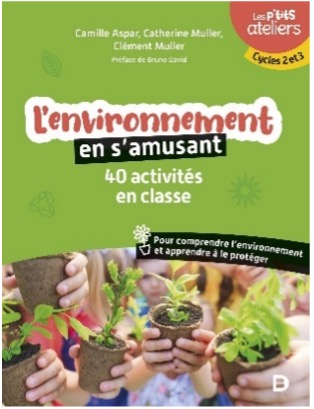 Camille Aspar, Catherine Muller,
Clément Muller
Préface de Bruno David
Les p'tits
ateliers
Cycles 2 et 3
L'environnement
en s'amusant
40 activités
en classe
Pour comprendre l'environnement
et apprendre à le protéger
D